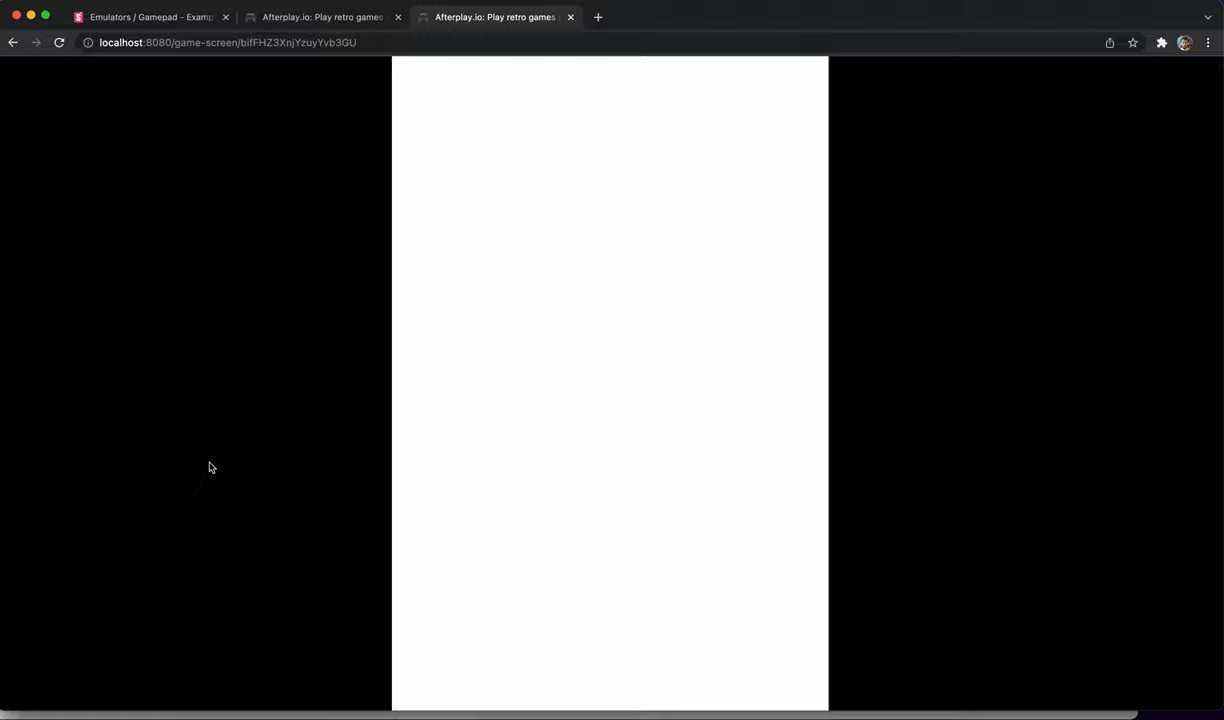 Emulators / Gamepad - Examp
Afterplay.io: Play retro games
Afterplay.io: Play retro games
localhost:8080/game-screen/bifFHZ3XnjYzuyYvb3GU